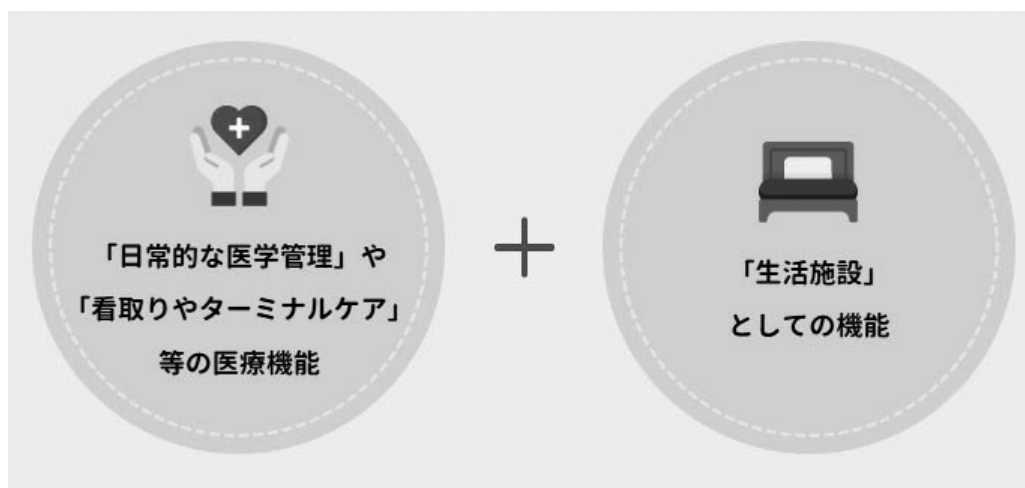 「日常的な医学管理」や
「看取りやターミナルケア」
等の医療機能
「生活施設」
としての機能